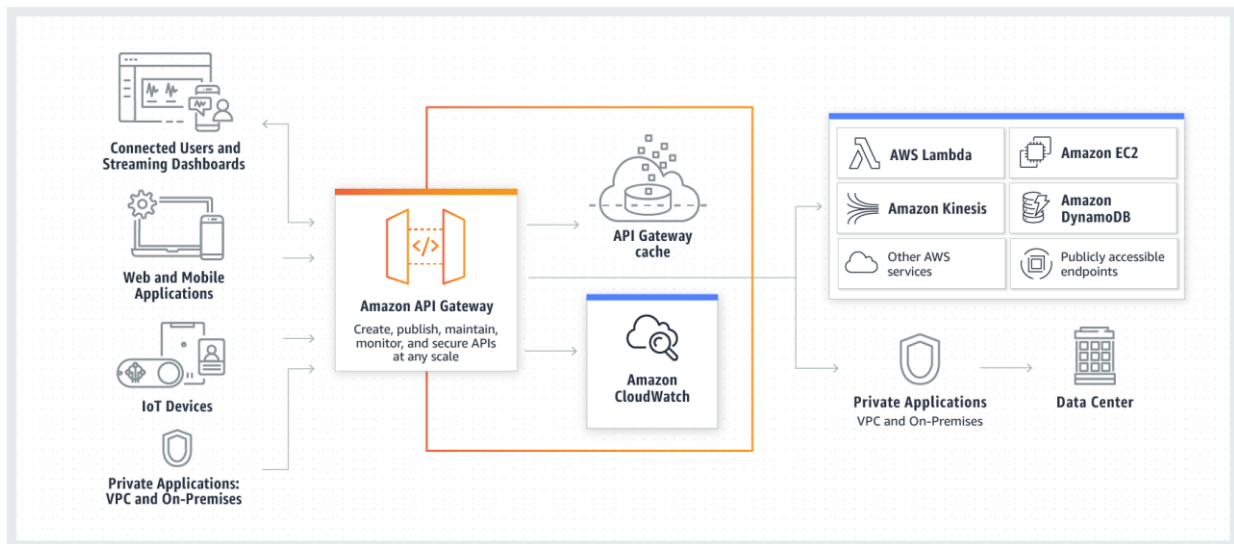 Connected Users and
Streaming Dashboards
Web and Mobile
Applications
IoT Devices
Private Applications:
VPC and On-Premises
</>
Amazon API Gateway
Create, publish, maintain,
monitor, and secure APIs
at any scale
API Gateway
cache
Amazon
CloudWatch
AWS Lambda
Amazon EC2
Amazon Kinesis
Amazon
DynamoDB
Other AWS
services
Publicly accessible
endpoints
Private Applications
VPC and On-Premises
Data Center